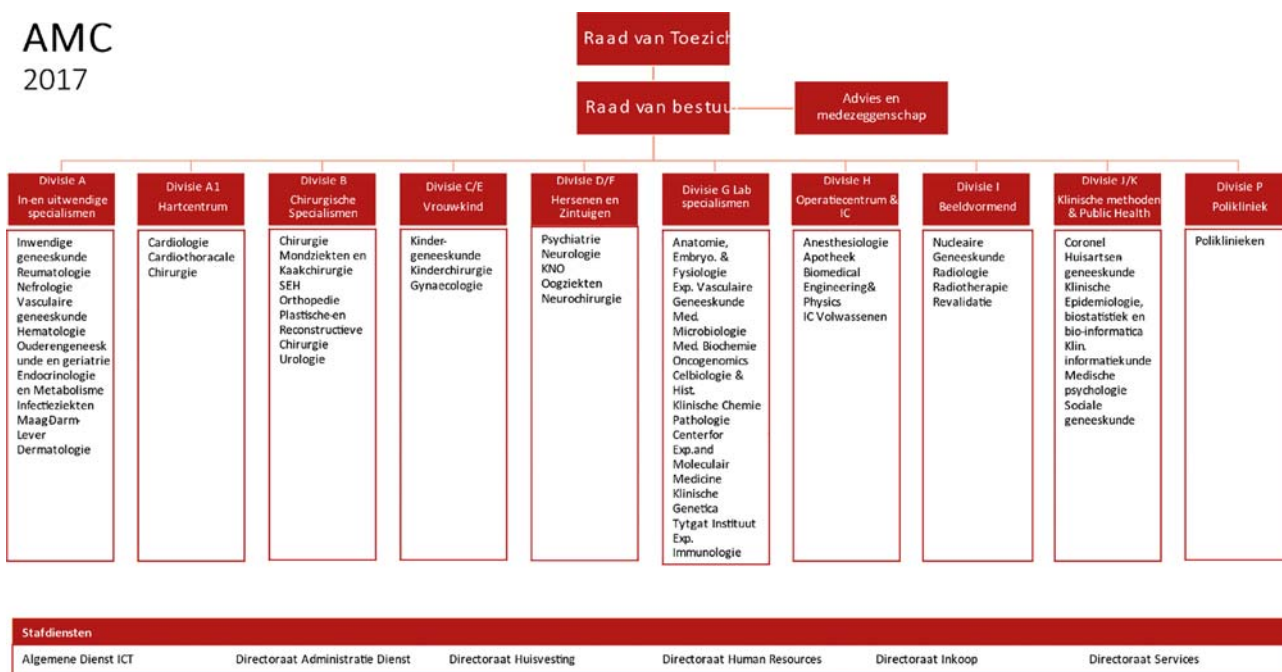 AMC
2017
Raad van Toezich
Raad van bestuu
Advies en
medezeggenschap
Divisie A
In-en uitwendige
specialismen
Inwendige
geneeskunde
Reumatologie
Nefrologie
Vasculaire
geneeskunde
Hematologie
Ouderengeneesk
unde en geriatrie
Endocrinologie
en Metabolisme
Infectieziekten
MaagDarm-
Lever
Dermatologie
Divisie A1
Hartcentrum
Cardiologie
Cardiothoracale
Chirurgie
Divisie B
Chirurgische
Specialismen
Chirurgie
Mondziekten en
Kaakchirurgie
SEH
Orthopedie
Plastische-en
Reconstructieve
Chirurgie
Urologie
Divisie C/E
Vrouw-kind
Kinder-
geneeskunde
Kinderchirurgie
Gynaecologie
Divisie D/F
Hersenen en
Zintuigen
Psychiatrie
Neurologie
KNO
Oogziekten
Neurochirurgie
Divisie G Lab
specialismen
Anatomie,
Embryo. &
Fysiologie
Exp. Vasculaire
Geneeskunde
Med.
Microbiologie
Med. Biochemie
Oncogenomics
Celbiologie &
Hist.
Klinische Chemie
Pathologie
Centerfor
Exp.and
Moleculair
Medicine
Klinische
Genetica
Tytgat Instituut
Exp.
Immunologie
Divisie H
Operatiecentrum &
IC
Anesthesiologie
Apotheek
Biomedical
Engineering&
Physics
IC Volwassenen
Divisie I
Beeldvormend
Nucleaire
Geneeskunde
Radiologie
Radiotherapie
Revalidatie
Divisie J/K
Klinische methoden
& Public Health
Coronel
Huisartsen
geneeskunde
Klinische
Epidemiologie,
biostatistiek en
bio-informatica
Klin.
informatiekunde
Medische
psychologie
Sociale
geneeskunde
Divisie P
Polikliniek
Poliklinieken
Stafdiensten
Algemene Dienst ICT Directoraat Administratie Dienst Directoraat Huisvesting Directoraat Human Resources Directoraat Inkoop Directoraat Services